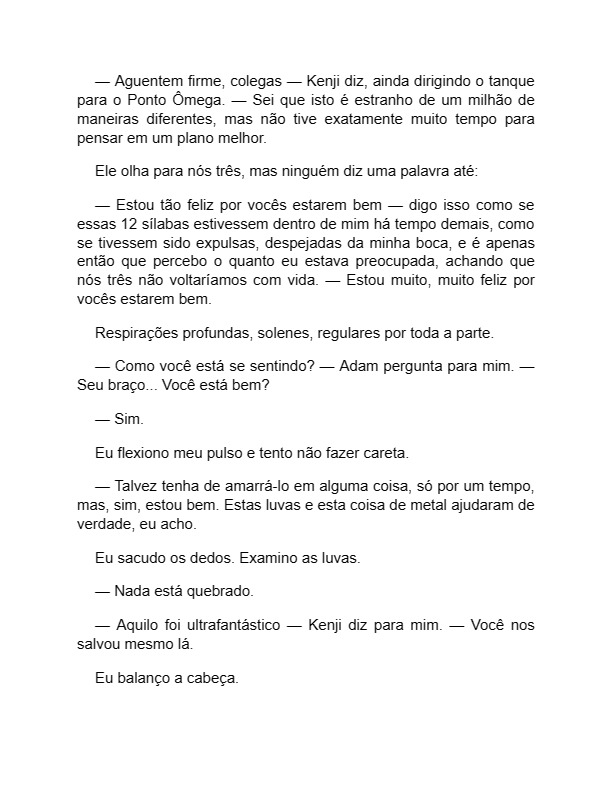 — Aguentem firme, colegas — Kenji diz, ainda dirigindo o tanque
para o Ponto Ômega. — Sei que isto é estranho de um milhão de
maneiras diferentes, mas não tive exatamente muito tempo para
pensar em um plano melhor.
Ele olha para nós três, mas ninguém diz uma palavra até:
— Estou tão feliz por vocês estarem bem — digo isso como se
essas 12 sílabas estivessem dentro de mim há tempo demais, como
se tivessem sido expulsas, despejadas da minha boca, e é apenas
então que percebo o quanto eu estava preocupada, achando que
nós três não voltaríamos com vida. — Estou muito, muito feliz por
vocês estarem bem.
Respirações profundas, solenes, regulares por toda a parte.
— Como você está se sentindo? — Adam pergunta para mim. —
Seu braço... Você está bem?
— Sim.
Eu flexiono meu pulso e tento não fazer careta.
— Talvez tenha de amarrá-lo em alguma coisa, só por um tempo,
mas, sim, estou bem. Estas luvas e esta coisa de metal ajudaram de
verdade, eu acho.
Eu sacudo os dedos. Examino as luvas.
— Nada está quebrado.
— Aquilo foi ultrafantástico — Kenji diz para mim. — Você nos
salvou mesmo lá.
Eu balanço a cabeça.